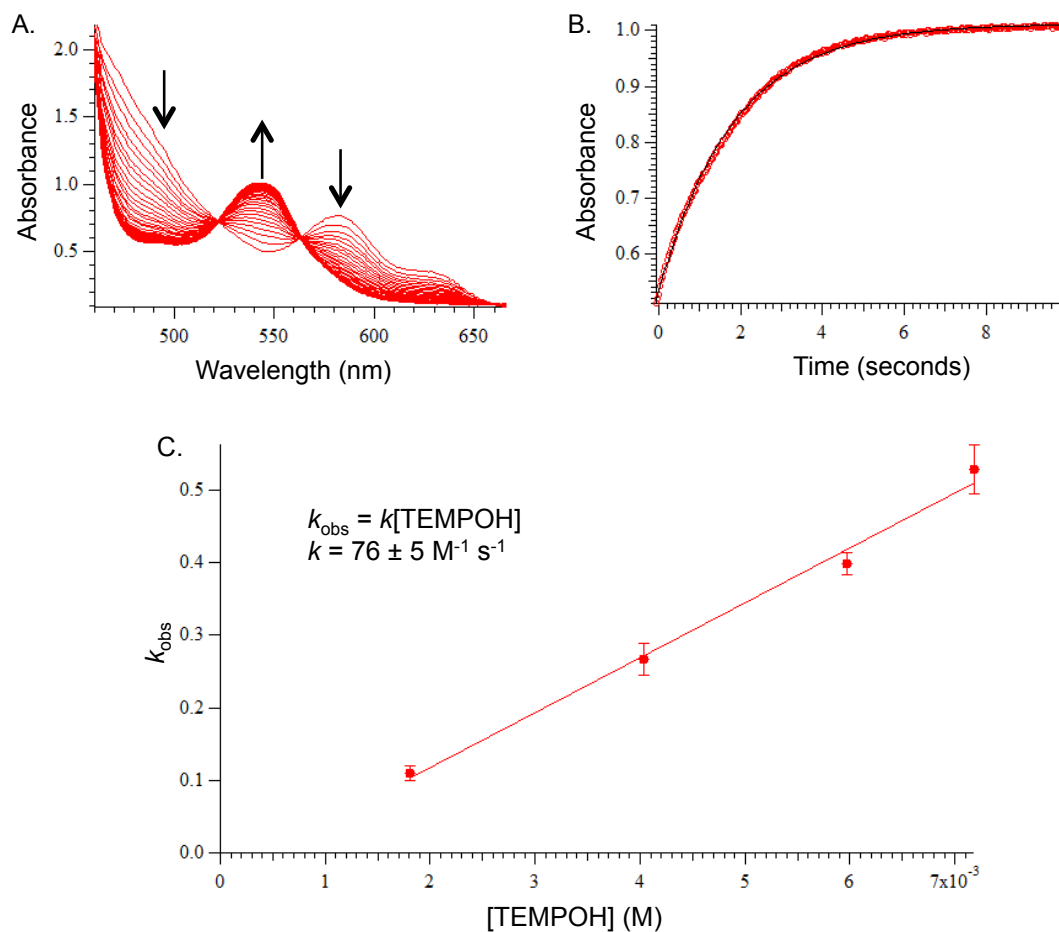 A.
2.0
1.5
1.0
0.5
Absorbance
500
550
600
650
Wavelength (nm)
B.
1.0
0.9
0.8
0.7
0.6
Absorbance
0
2
4
6
8
Time (seconds)
C.
0.5
0.4
0.3
0.2
0.1
0.0
k_obs
k_obs = k[TEMPOH]
k = 76 ± 5 M⁻¹ s⁻¹
0
1
2
3
4
5
6
7x10⁻³
[TEMPOH] (M)